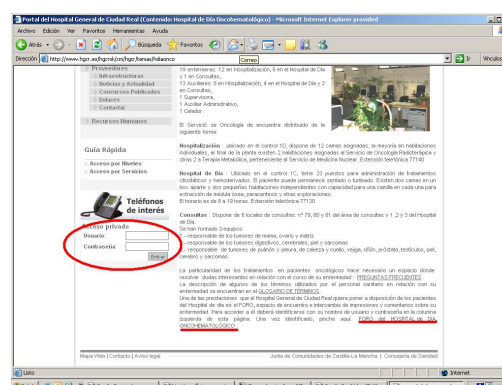 Portal del Hospital General de Ciudad Real (Contenido: Hospital de Día Oncohematológico) - Microsoft Internet Explorer provided
Archivo Edición Ver Favoritos Herramientas Ayuda
Atrás Búsqueda Favoritos
Dirección http://www.hgcr.es/hgcrsk/cm/hgcr/temas/hdiaonco Correo Ir Vínculos
Proveedores
Infraestructuras
Noticias y Actualidad
Concursos Publicados
Enlaces
Contactar
Recursos Humanos
Guía Rápida
Acceso por Niveles
Acceso por Servicios
Teléfonos
de interés
Acceso privado
Usuario:
Contraseña:
Entrar
19 enfermeras: 12 en Hospitalización, 6 en el Hospital de Día
y 1 en Consultas,
13 Auxiliares: 8 en Hospitalización, 4 en el Hospital de Día y 2
en Consultas,
1 Supervisora,
1 Auxiliar Administrativo,
1 Celador.
El Servicio se Oncología de encuentra distribuido de la
siguiente forma:
Hospitalización : ubicado en el control 1D, dispone de 12 camas asignadas, la mayoría en habitaciones
individuales, al final de la planta existen 2 habitaciones asignadas al Servicio de Oncología Radioterápica y
otras 2 a Terapia Metabólica, perteneciente al Servicio de Medicina Nuclear. Extensión telefónica 77140
Hospital de Día : Ubicado en el control 1C, tiene 23 puestos para administración de tratamientos
citostáticos y hemoderivados. El paciente puede permanecer sentado o tumbado. Existen dos camas en un
box aparte y dos pequeñas habitaciones independientes con capacidad para una camilla en cada una para
extracción de médula ósea, paracentesis y otras exploraciones.
El horario es de 8 a 19 horas. Extensión telefónica 77130
Consultas : Dispone de 6 locales de consultas: nº 79, 80 y 81 del área de consultas y 1 ,2 y 3 del Hospital
de Día.
Se han formado 3 equipos:
- responsable de los tumores de mama, ovario y matriz
- responsable de los tumores digestivos, cerebrales, piel y sarcomas
- responsable de tumores de pulmón y pleura, de cabeza y cuello, vejiga, riñón, próstata, testículos, piel,
cerebro y sarcomas.
La particularidad de los tratamientos en pacientes oncológicos hace necesario un espacio donde
resolver dudas interesantes en relación con el curso de su enfermedad : PREGUNTAS FRECUENTES
La descripción de algunos de los términos utilizados por el personal sanitario en relación con su
enfermedad se encuentran en el GLOSARIO DE TÉRMINOS
Una de las prestaciones que el Hospital General de Ciudad Real quiere poner a disposición de los pacientes
del Hospital de día es el FORO, espacio de encuentro e intercambio de impresiones y comentarios sobre su
enfermedad. Para acceder a él deberá identificarse con su nombre de usuario y contraseña en la columna
izquierda de esta página. Una vez identificado, pinche aquí FORO del HOSPITAL de DIA
ONCOHEMATOLÓGICO
Mapa Web | Contacto | Aviso legal Junta de Comunidades de Castilla-La Mancha | Consejería de Sanidad
Listo Internet